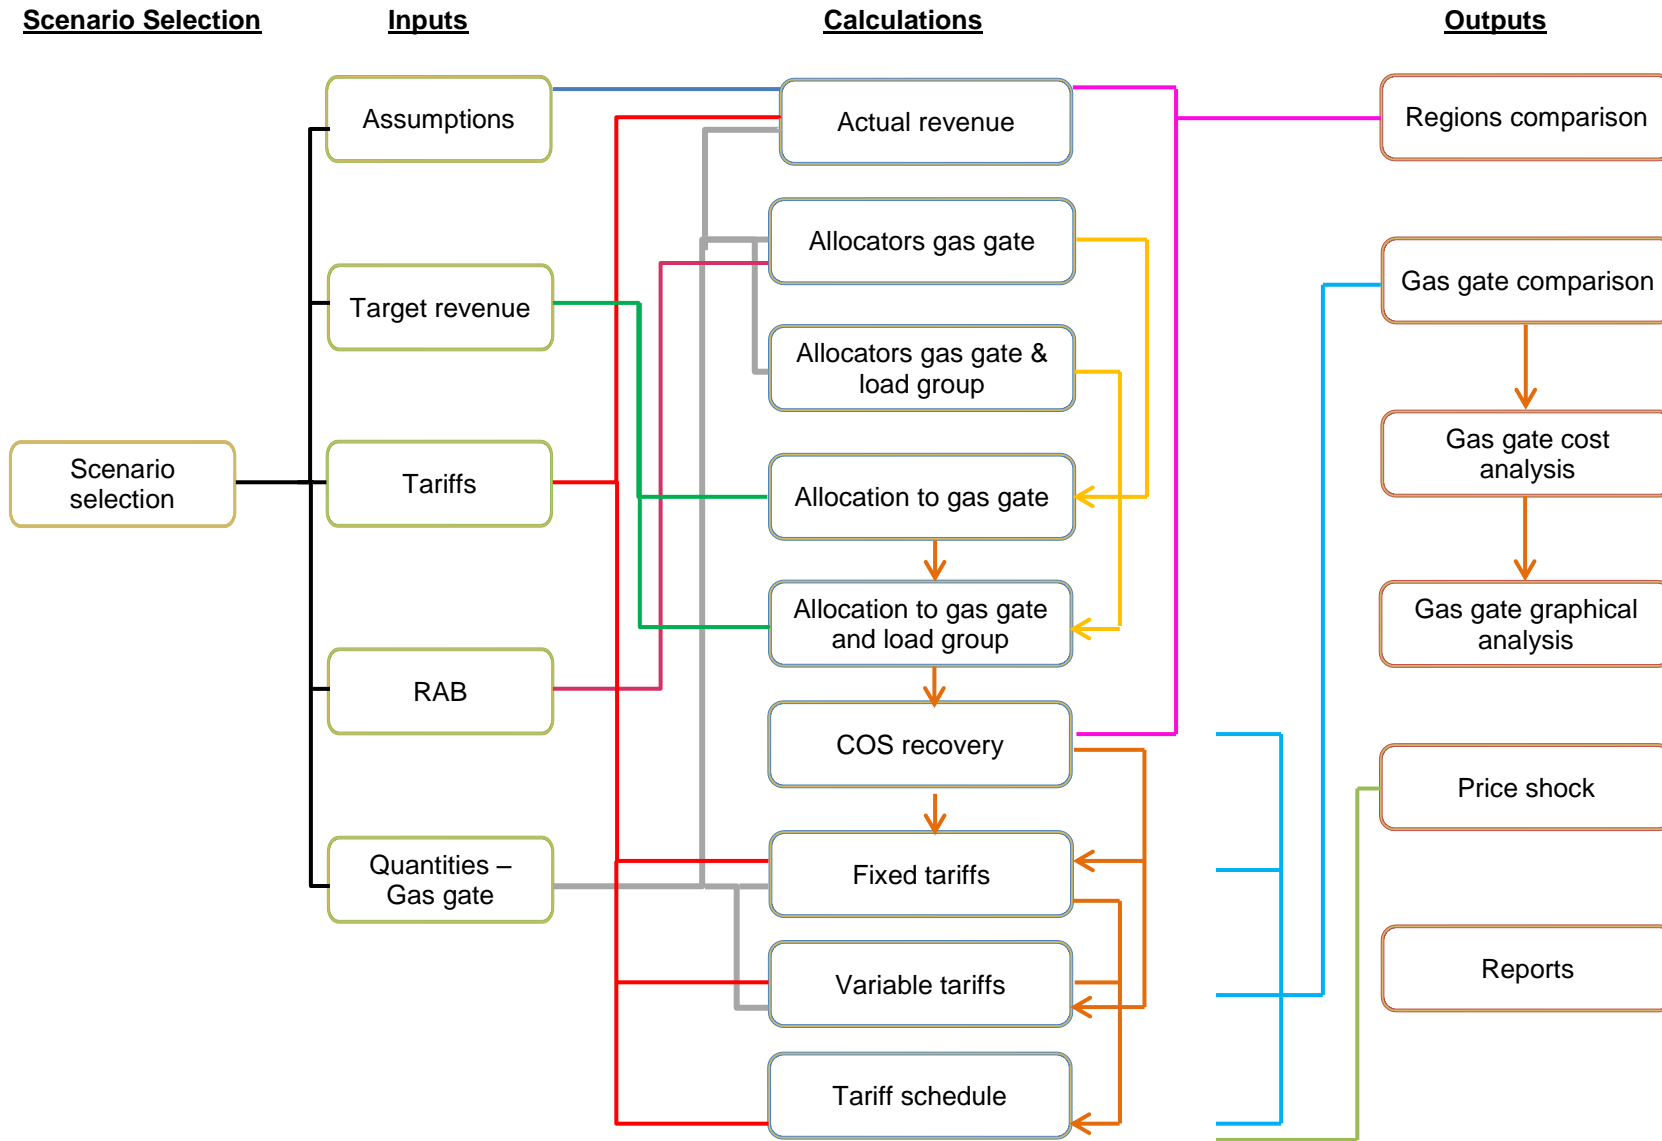 Scenario Selection
Inputs
Calculations
Outputs
Scenario
selection
Assumptions
Target revenue
Tariffs
RAB
Quantities –
Gas gate
Actual revenue
Allocators gas gate
Allocators gas gate &
load group
Allocation to gas gate
Allocation to gas gate
and load group
COS recovery
Fixed tariffs
Variable tariffs
Tariff schedule
Regions comparison
Gas gate comparison
Gas gate cost
analysis
Gas gate graphical
analysis
Price shock
Reports